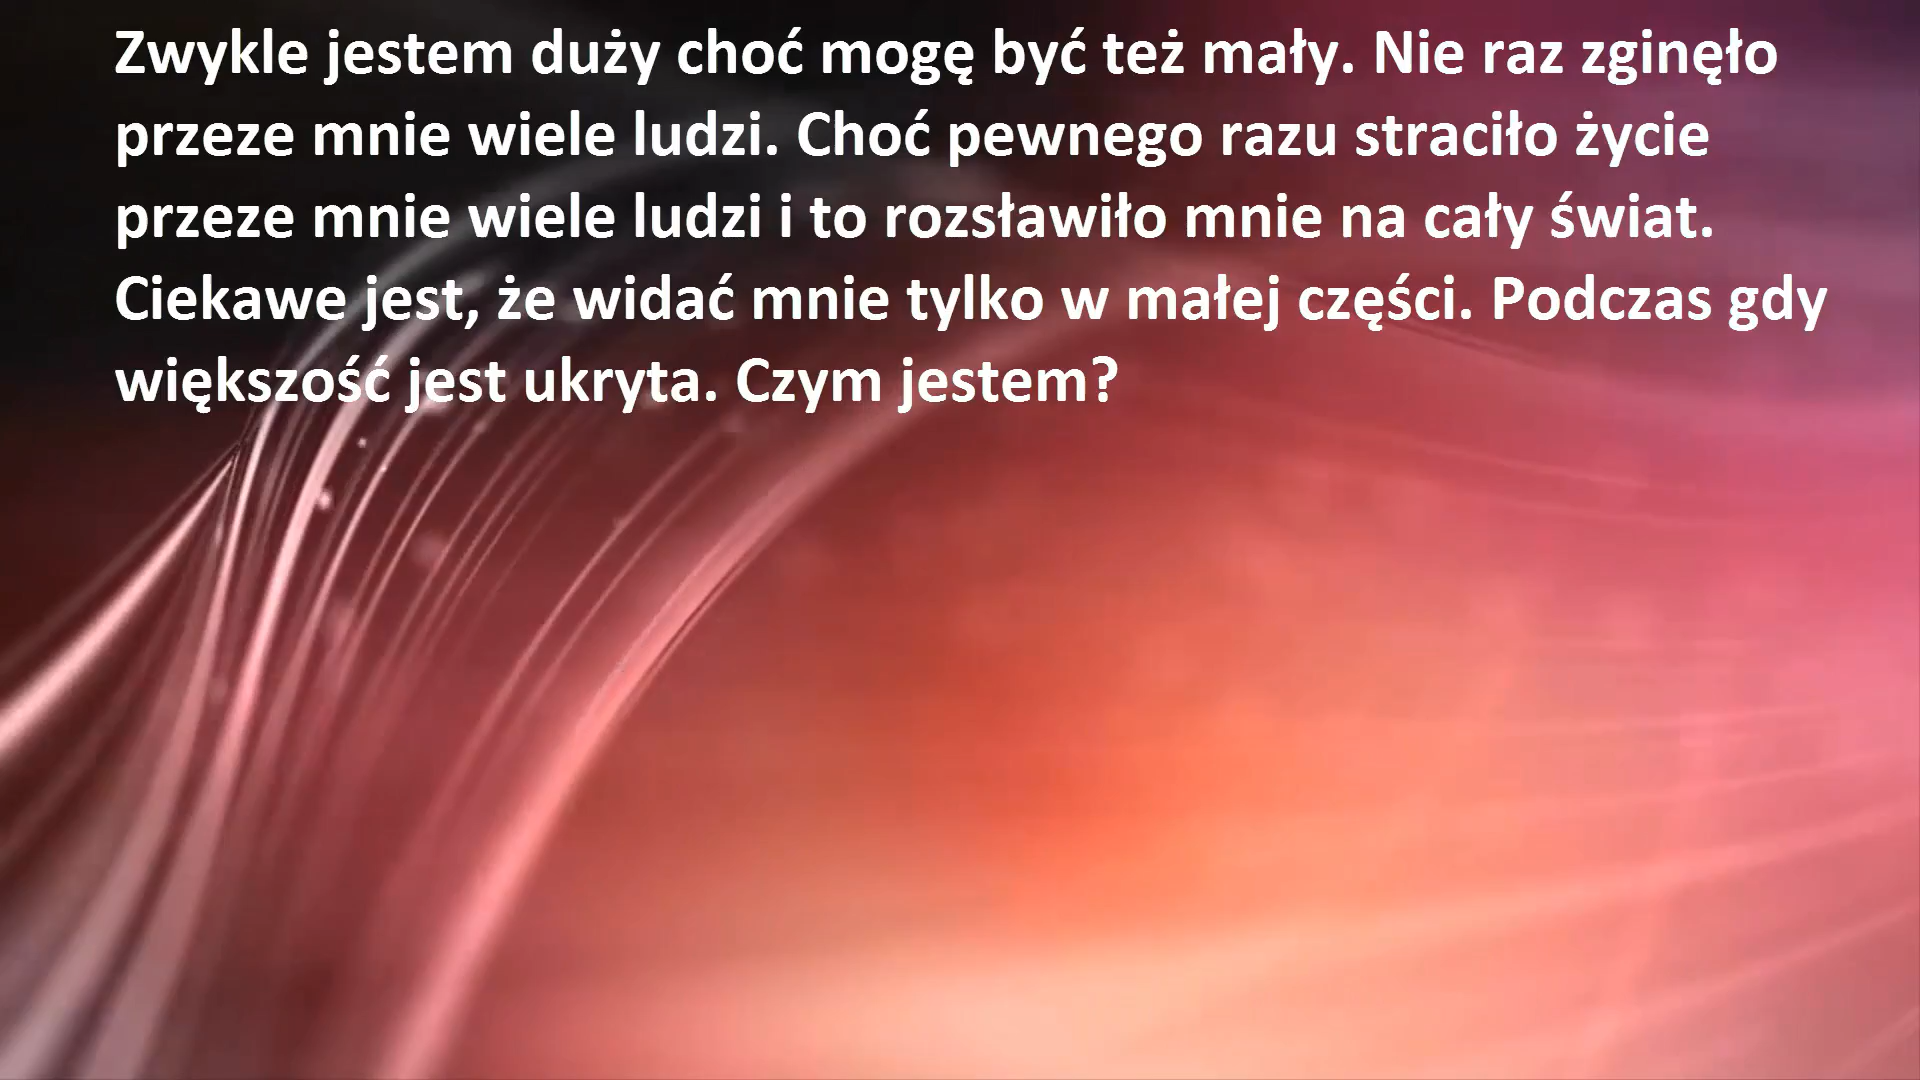 Zwykle jestem duży choć mogę być też mały. Nie raz zginęło
przeze mnie wiele ludzi. Choć pewnego razu straciło życie
przeze mnie wiele ludzi i to rozsławiło mnie na cały świat.
Ciekawe jest, że widać mnie tylko w małej części. Podczas gdy
większość jest ukryta. Czym jestem?